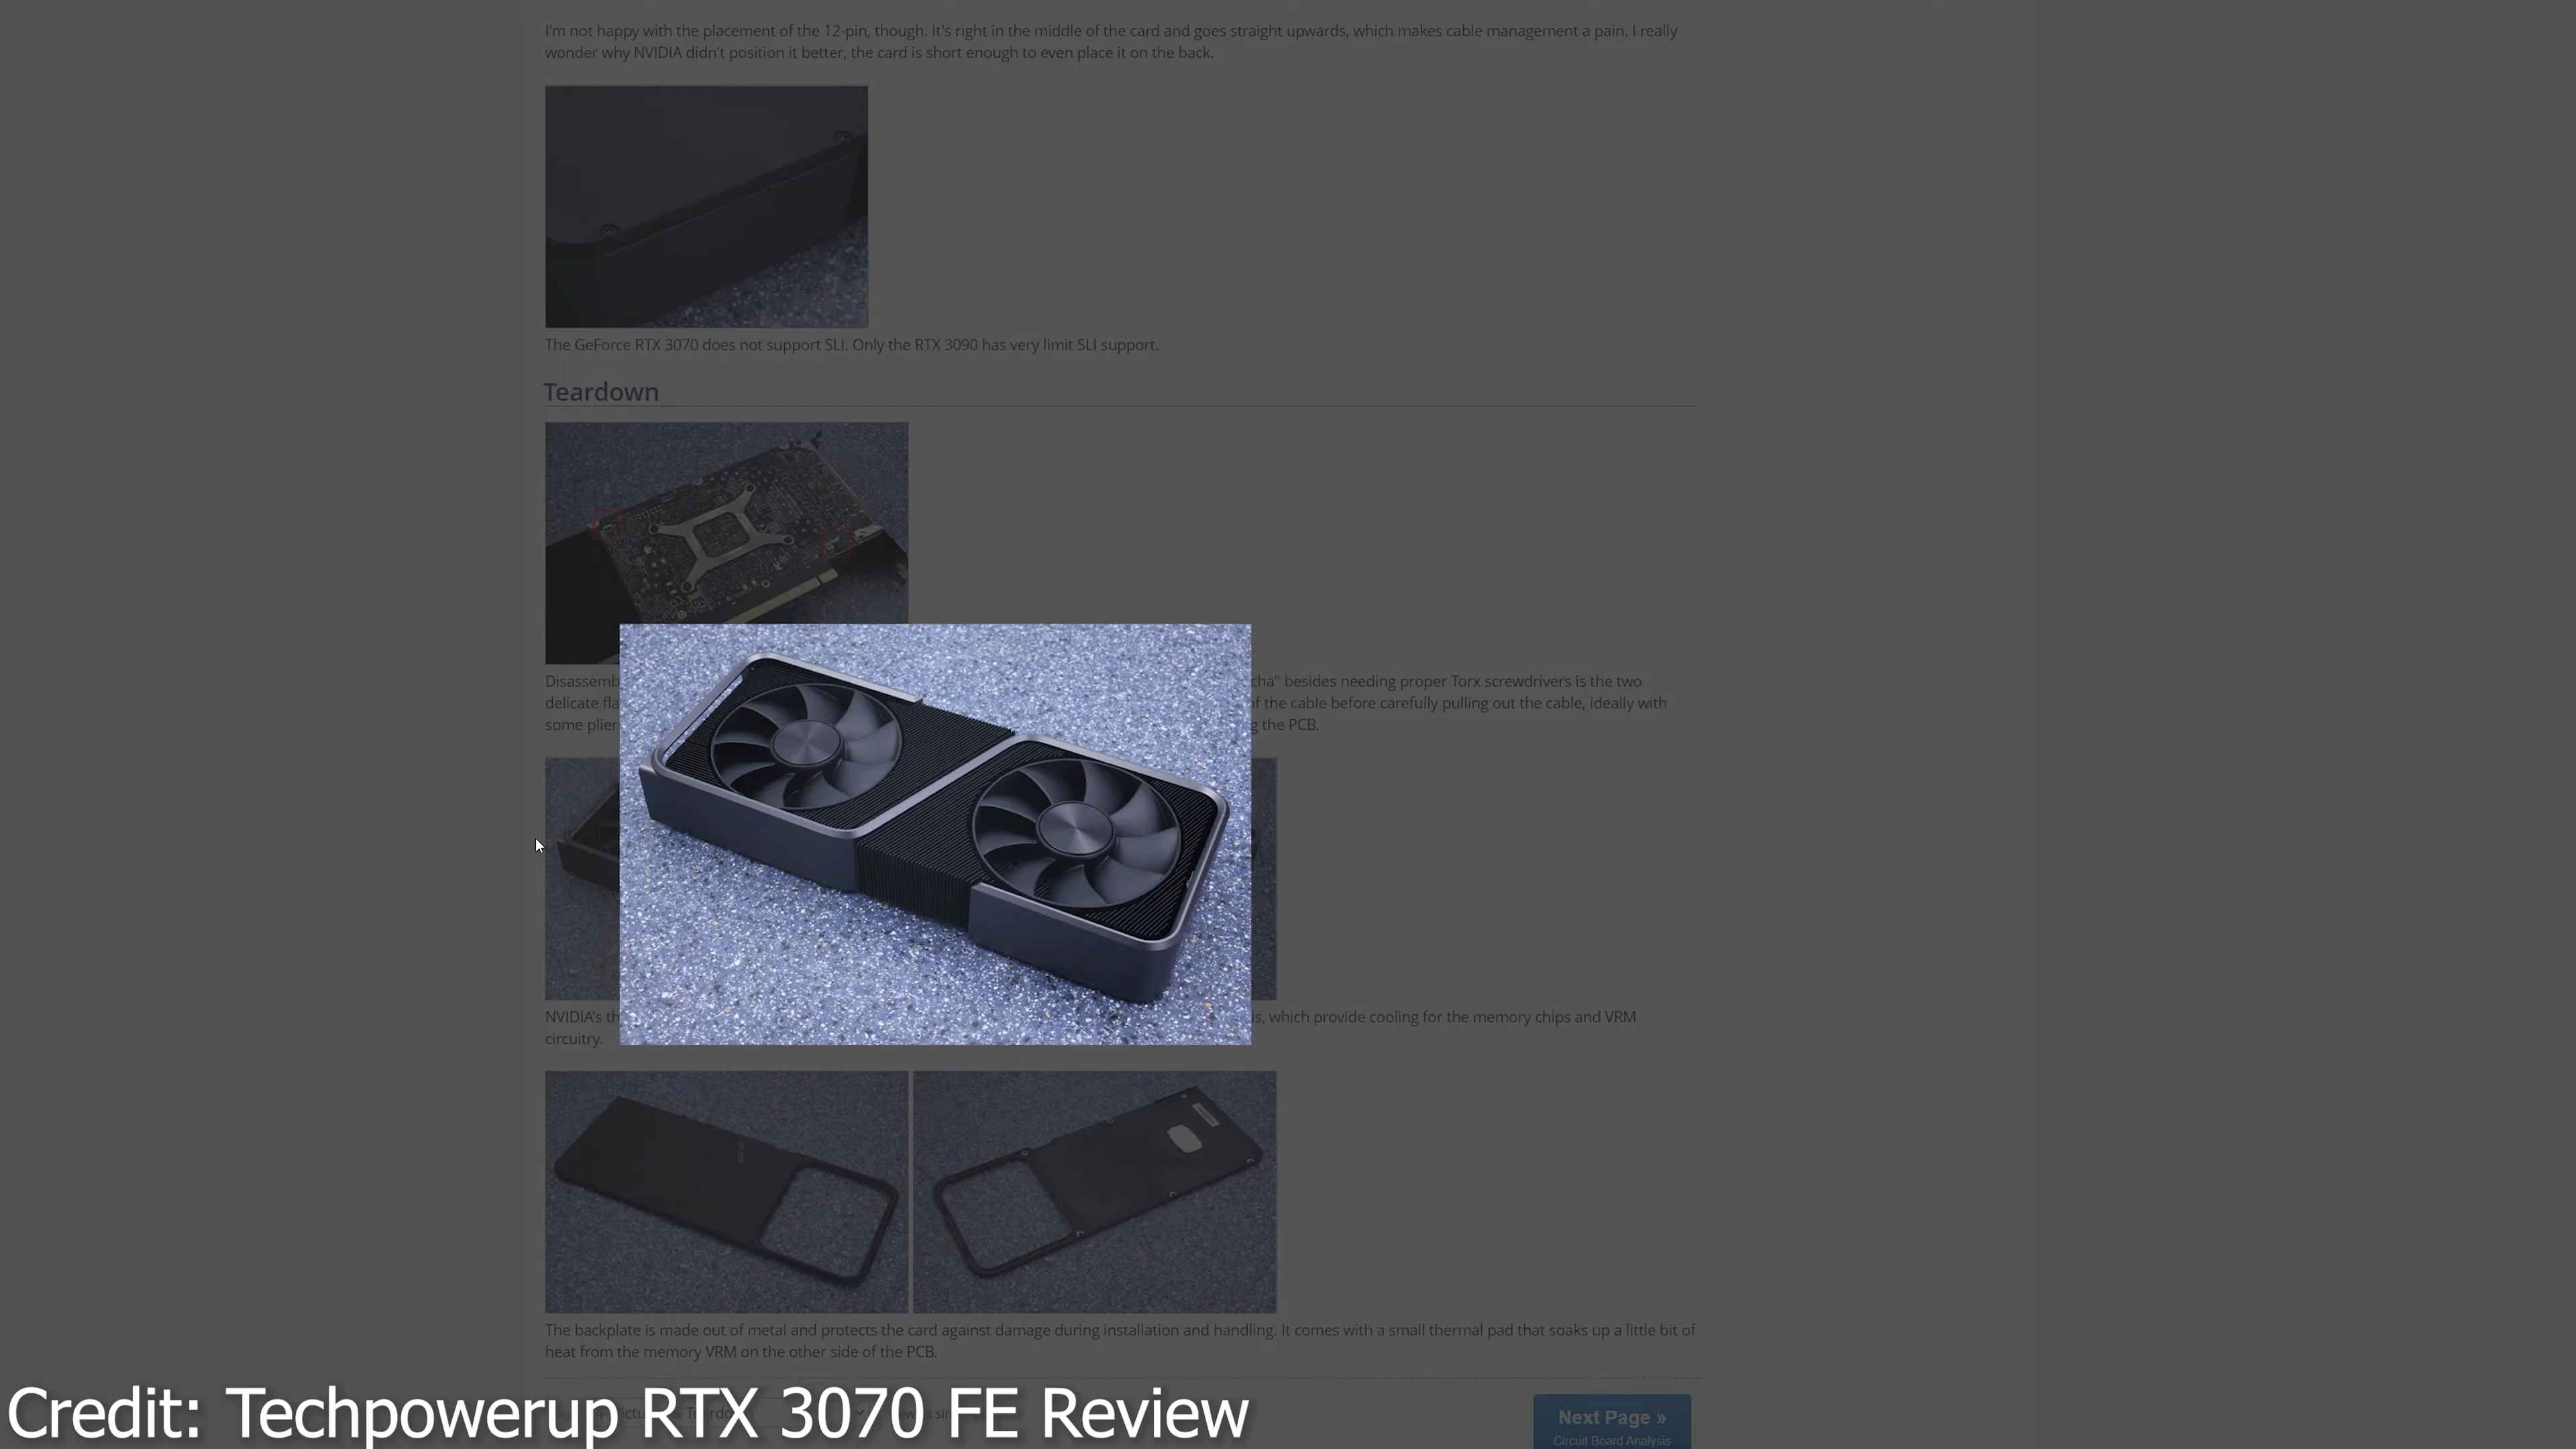 I'm not happy with the placement of the 12-pin, though. It's right in the middle of the card and goes straight upwards, which makes cable management a pain. I really
wonder why NVIDIA didn't position it better, the card is short enough to even place it on the back.
The GeForce RTX 3070 does not support SLI. Only the RTX 3090 has very limit SLI support.
Teardown
besides needing proper Torx screwdrivers is the two
delicate of the cable before carefully pulling out the cable, ideally with
some the PCB.
NVIDIA's which provide cooling for the memory chips and VRM
circuitry.
The backplate is made out of metal and protects the card against damage during installation and handling. It comes with a small thermal pad that soaks up a little bit of
heat from the memory VRM on the other side of the PCB.
Credit: Techpowerup RTX 3070 FE Review
Next Page »
Circuit Board Analysis